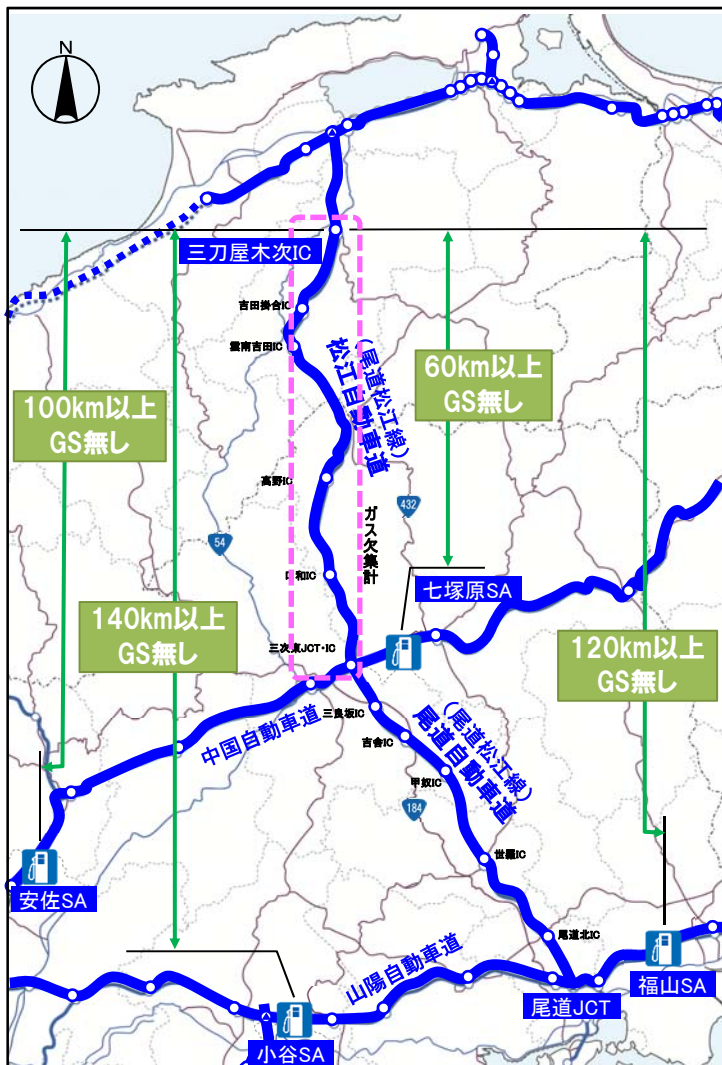 N
三刀屋木次IC
吉田掛合IC
雲南吉田IC
(尾道松江線)
松江自動車道
60km以上
GS無し
100km以上
GS無し
高野IC
432
54
ガス欠集計
口和IC
七塚原SA
140km以上
GS無し
120km以上
GS無し
三次東JCT・IC
三良坂IC
中国自動車道
吉舎IC
(尾道松江線)
尾道自動車道
甲奴IC
184
世羅IC
安佐SA
尾道北IC
山陽自動車道
福山SA
尾道JCT
小谷SA